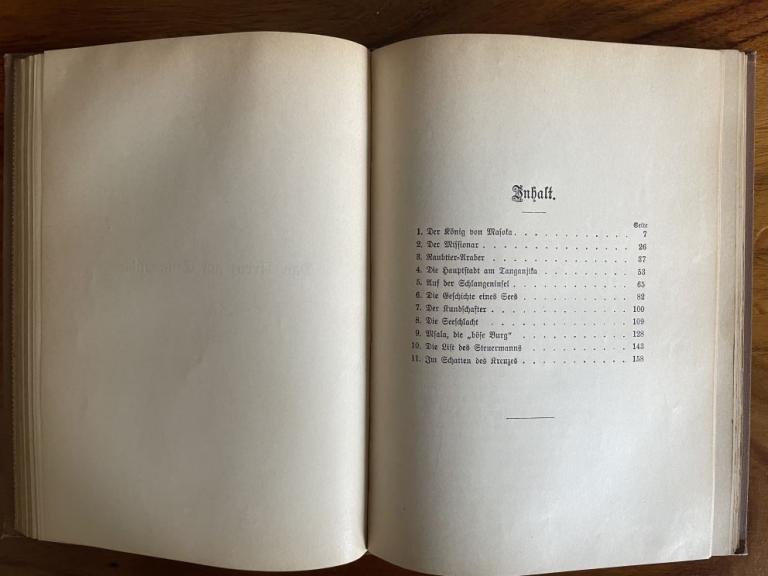 Inhalt.
Seite
1. Der König von Masoka . . . . . . . . . . . . 7
2. Der Missionar . . . . . . . . . . . . . . . 26
3. Raubtier-Araber . . . . . . . . . . . . . . 37
4. Die Hauptstadt am Tanganjika . . . . . . . . . 53
5. Auf der Schlangeninsel . . . . . . . . . . . . 65
6. Die Geschichte eines Sees . . . . . . . . . . . 82
7. Der Kundschafter . . . . . . . . . . . . . . 100
8. Die Seeschlacht . . . . . . . . . . . . . . 109
9. Msala, die „böse Burg“ . . . . . . . . . . . . 128
10. Die List des Steuermanns . . . . . . . . . . 143
11. Im Schatten des Kreuzes . . . . . . . . . . . 158